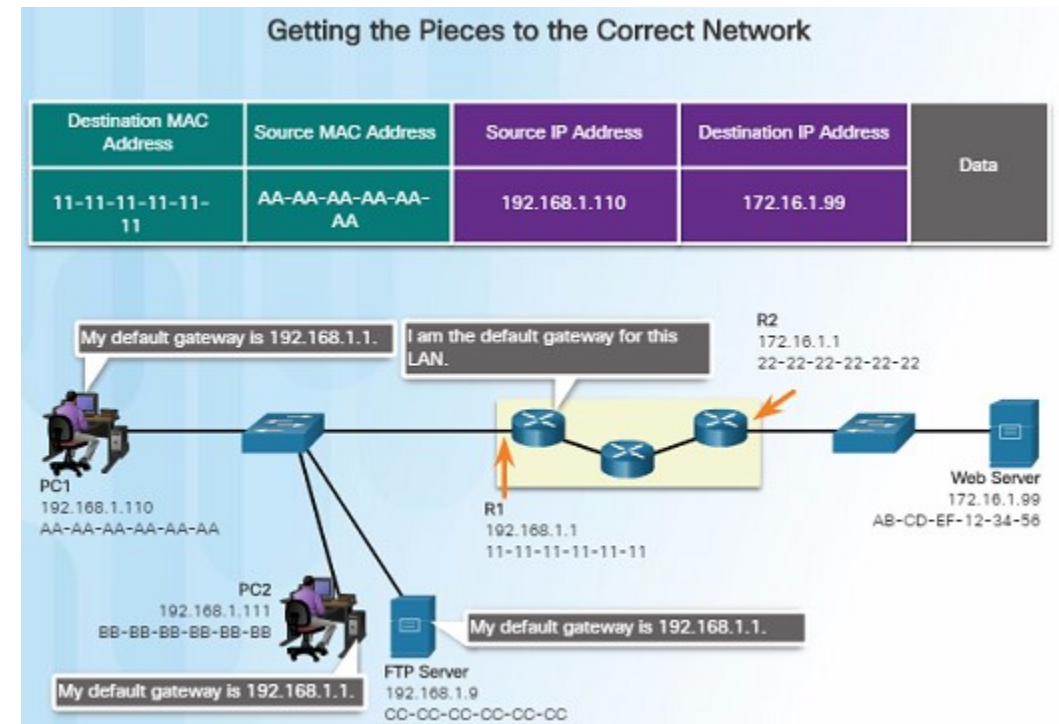 Getting the Pieces to the Correct Network
Destination MAC
Address
Source MAC Address
Source IP Address
Destination IP Address
Data
11-11-11-11-11-
11
AA-AA-AA-AA-AA-
AA
192.168.1.110
172.16.1.99
My default gateway is 192.168.1.1.
I am the default gateway for this
LAN.
R2
172.16.1.1
22-22-22-22-22-22
PC1
192.168.1.110
AA-AA-AA-AA-AA-AA
R1
192.168.1.1
11-11-11-11-11-11
Web Server
172.16.1.99
AB-CD-EF-12-34-56
PC2
192.168.1.111
BB-BB-BB-BB-BB-BB
My default gateway is 192.168.1.1.
My default gateway is 192.168.1.1.
FTP Server
192.168.1.9
CC-CC-CC-CC-CC-CC